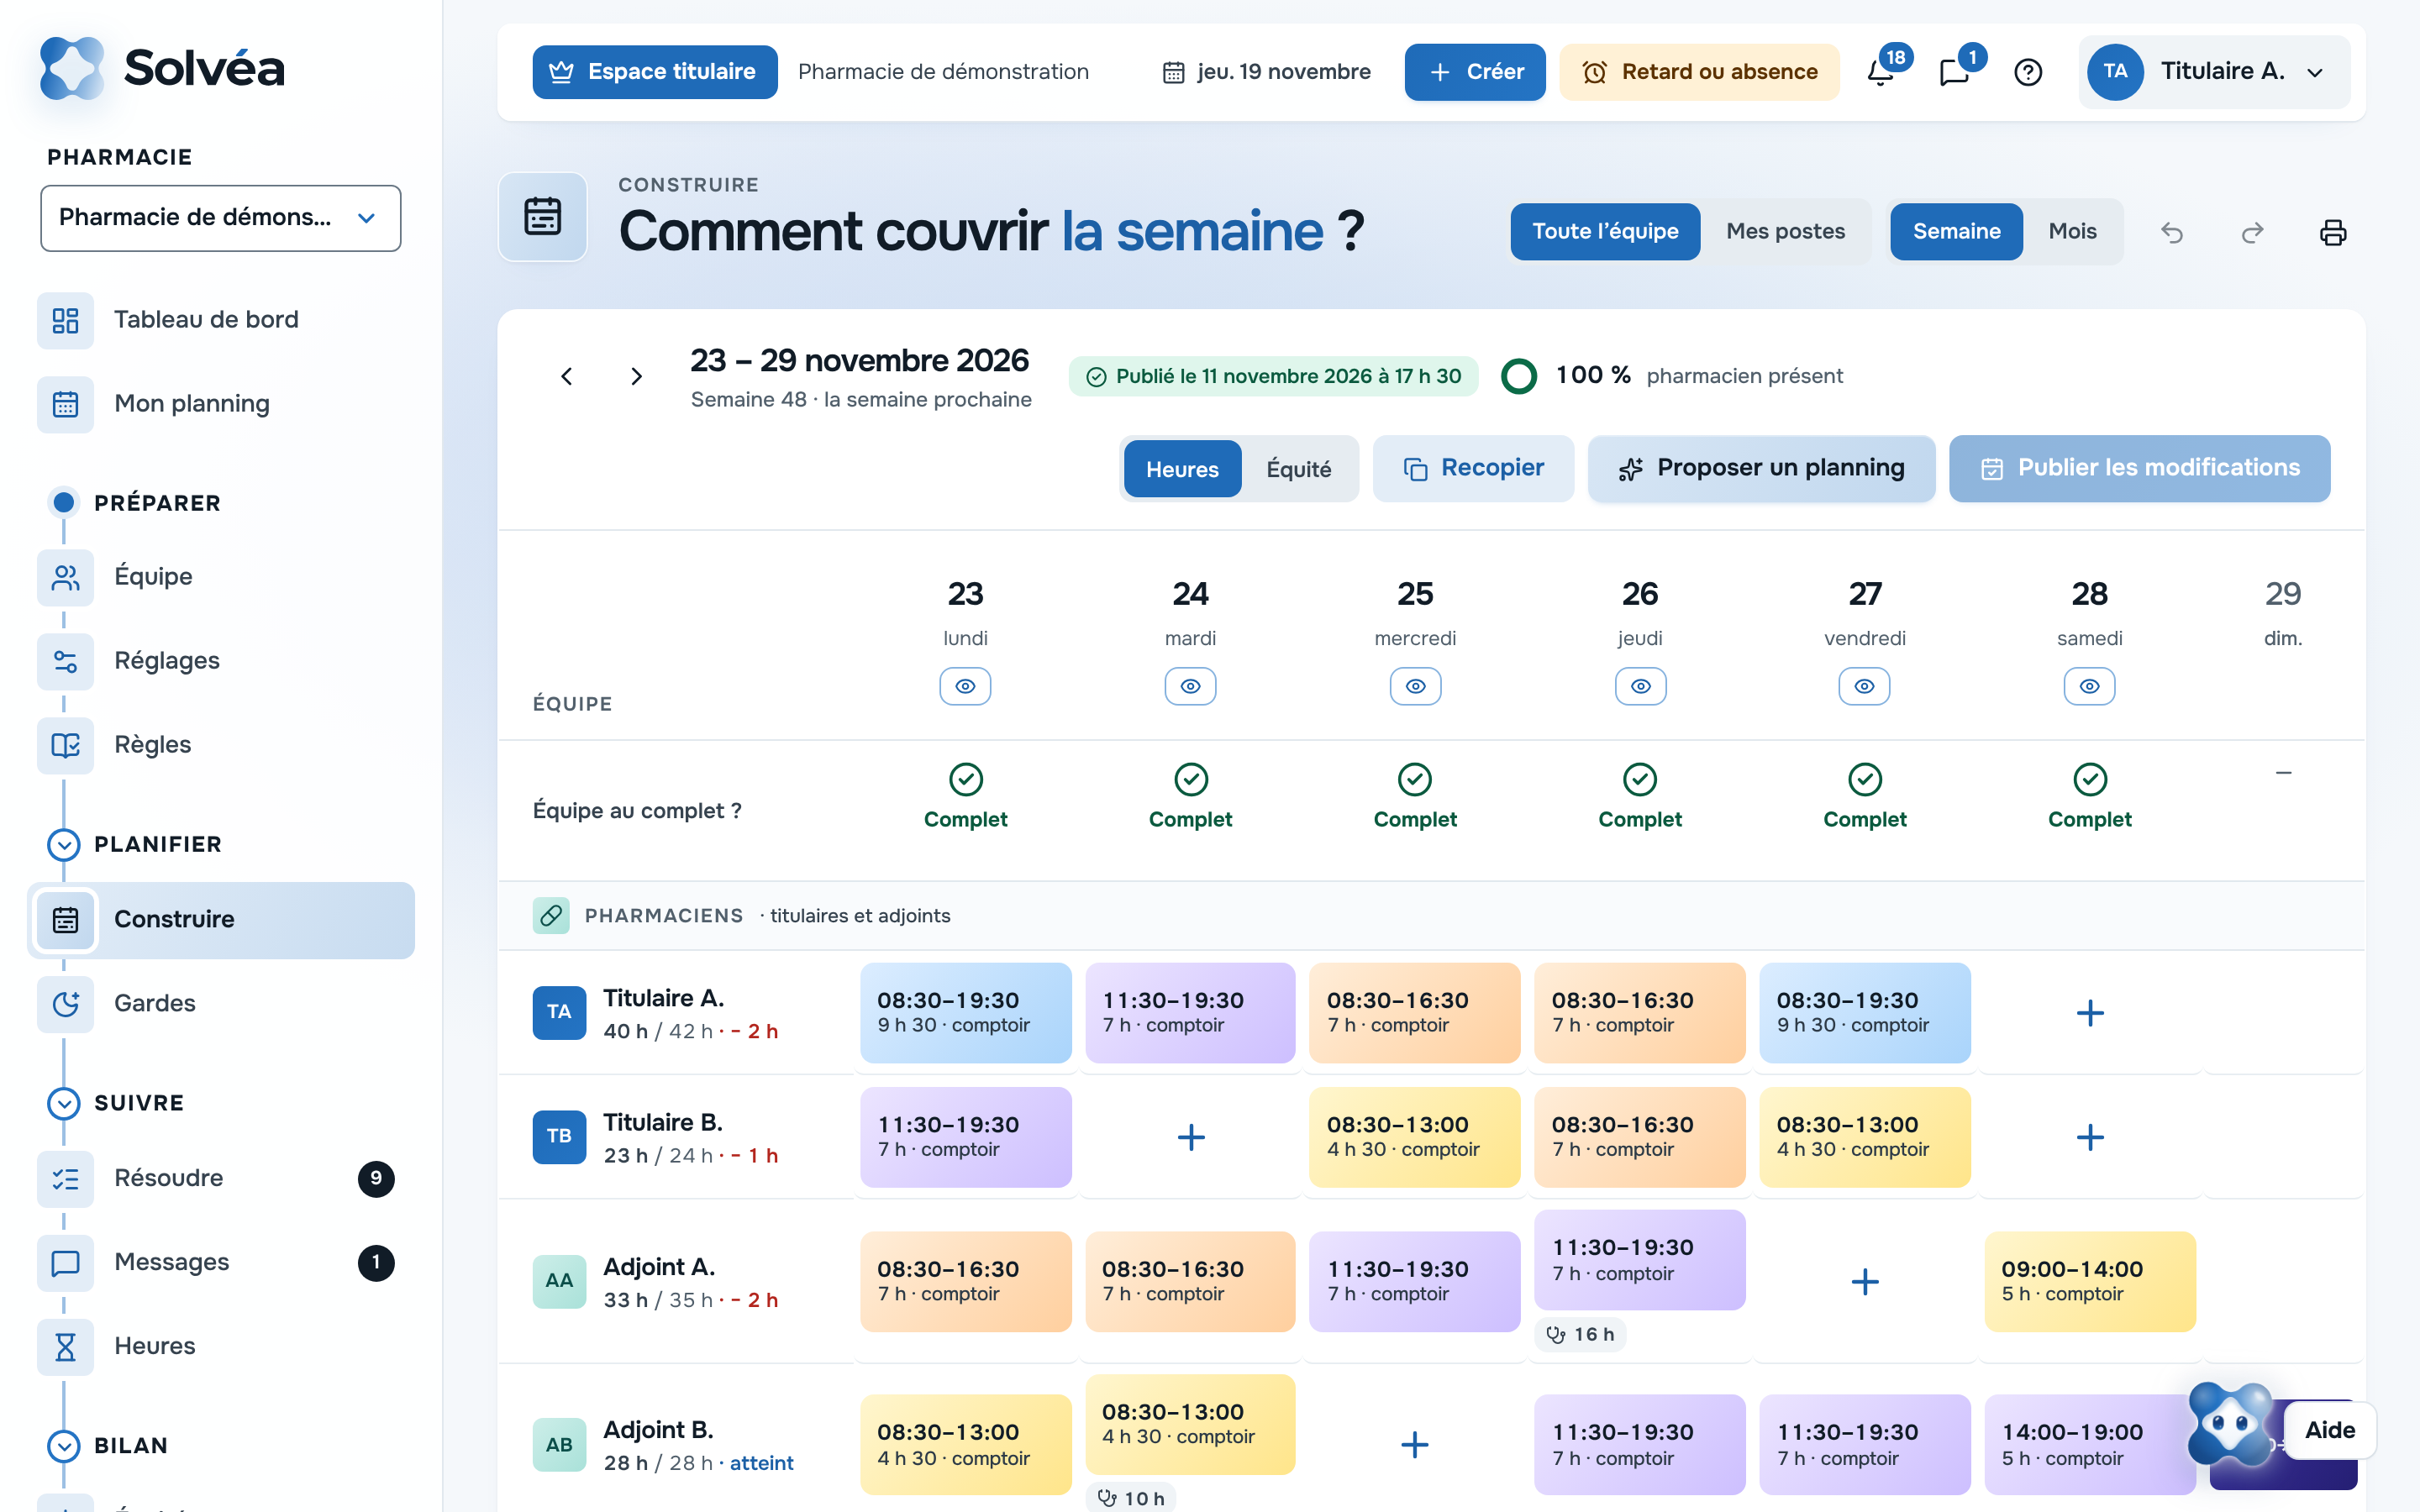 Solvéa
PHARMACIE
Pharmacie de démons...
Tableau de bord
Mon planning
PRÉPARER
Équipe
Réglages
Règles
PLANIFIER
Construire
Gardes
SUIVRE
Résoudre 9
Messages 1
Heures
BILAN
Espace titulaire Pharmacie de démonstration jeu. 19 novembre + Créer Retard ou absence 18 1 TA Titulaire A.
CONSTRUIRE
Comment couvrir la semaine ?
Toute l’équipe Mes postes Semaine Mois
23 – 29 novembre 2026
Semaine 48 · la semaine prochaine
Publié le 11 novembre 2026 à 17 h 30
100 % pharmacien présent
Heures Équité Recopier Proposer un planning Publier les modifications
23 24 25 26 27 28 29
lundi mardi mercredi jeudi vendredi samedi dim.
ÉQUIPE
Équipe au complet ? Complet Complet Complet Complet Complet Complet –
PHARMACIENS · titulaires et adjoints
TA Titulaire A.
40 h / 42 h · - 2 h
08:30–19:30 11:30–19:30 08:30–16:30 08:30–16:30 08:30–19:30 +
9 h 30 · comptoir 7 h · comptoir 7 h · comptoir 7 h · comptoir 9 h 30 · comptoir
TB Titulaire B.
23 h / 24 h · - 1 h
11:30–19:30 + 08:30–13:00 08:30–16:30 08:30–13:00 +
7 h · comptoir 4 h 30 · comptoir 7 h · comptoir 4 h 30 · comptoir
AA Adjoint A.
33 h / 35 h · - 2 h
08:30–16:30 08:30–16:30 11:30–19:30 11:30–19:30 + 09:00–14:00
7 h · comptoir 7 h · comptoir 7 h · comptoir 7 h · comptoir 5 h · comptoir
16 h
AB Adjoint B.
28 h / 28 h · atteint
08:30–13:00 08:30–13:00 + 11:30–19:30 11:30–19:30 14:00–19:00
4 h 30 · comptoir 4 h 30 · comptoir 7 h · comptoir 7 h · comptoir 5 h · comptoir
10 h
Aide